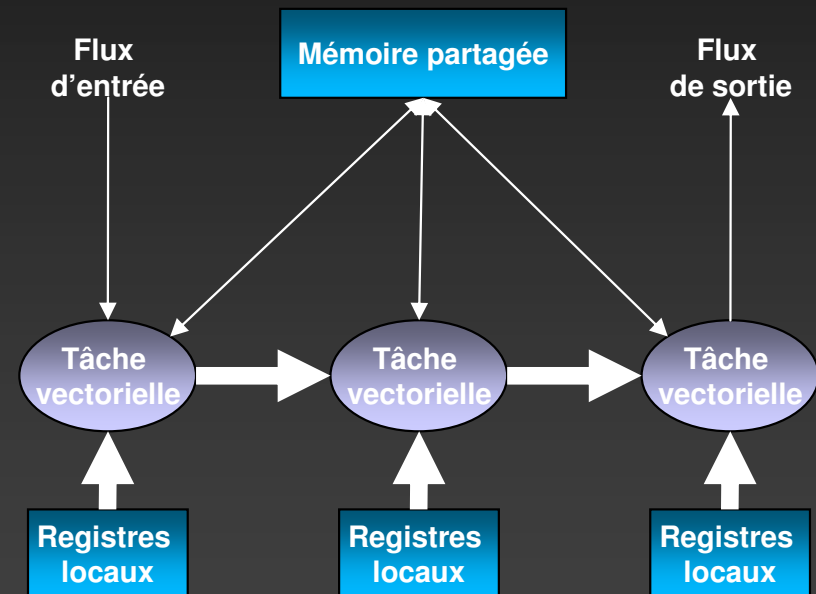 Flux
d’entrée
Mémoire partagée
Flux
de sortie
Tâche
vectorielle
Tâche
vectorielle
Tâche
vectorielle
Registres
locaux
Registres
locaux
Registres
locaux